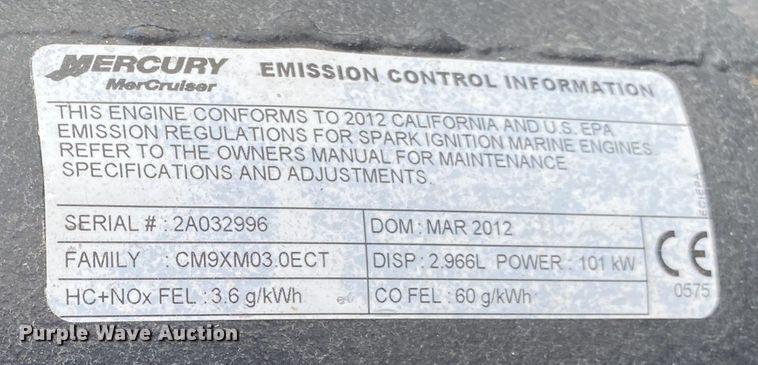 MERCURY
MerCruiser
EMISSION CONTROL INFORMATION
THIS ENGINE CONFORMS TO 2012 CALIFORNIA AND U.S. EPA
EMISSION REGULATIONS FOR SPARK IGNITION MARINE ENGINES
REFER TO THE OWNERS MANUAL FOR MAINTENANCE
SPECIFICATIONS AND ADJUSTMENTS.
SERIAL # : 2A032996 DOM : MAR 2012
FAMILY : CM9XM03.0ECT DISP : 2.966L POWER : 101 kW
HC+NOx FEL : 3.6 g/kWh CO FEL : 60 g/kWh
CE
0575
Purple Wave Auction